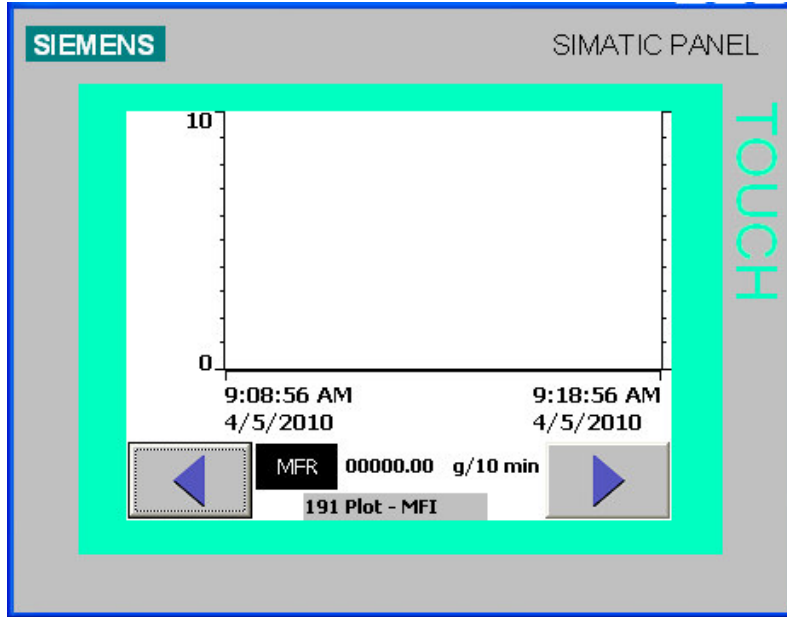 SIEMENS
SIMATIC PANEL
TOUCH
10
0
9:08:56 AM 9:18:56 AM
4/5/2010 4/5/2010
MFR 00000.00 g/10 min
191 Plot - MFI